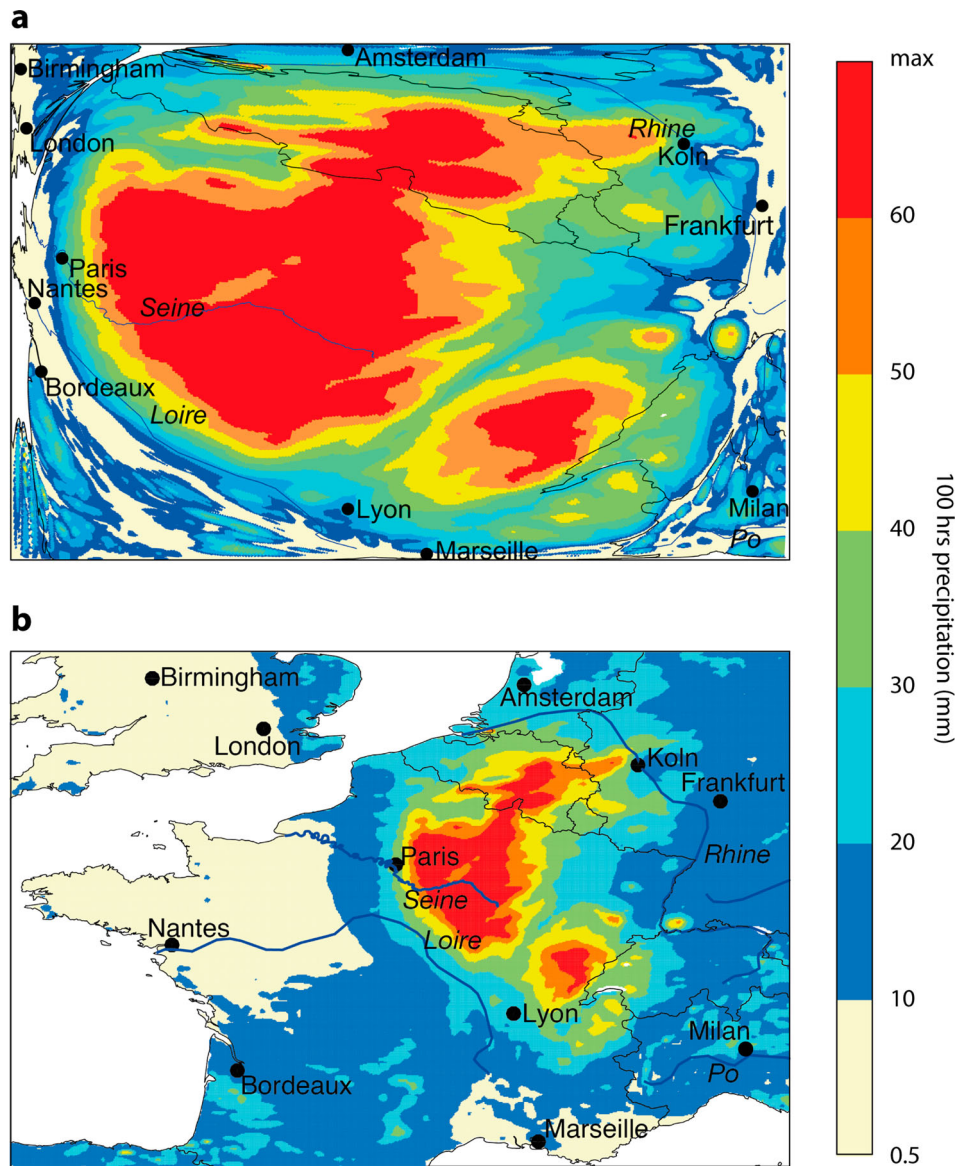 a
Amsterdam
Birmingham
London
Rhine
Koln
Frankfurt
Paris
Nantes
Seine
Bordeaux
Loire
Lyon
Milan
Po
Marseille
b
Birmingham
Amsterdam
London
Koln
Frankfurt
Rhine
Paris
Seine
Nantes
Loire
Lyon
Milan
Po
Bordeaux
Marseille
max
60
50
40
30
20
10
0.5
100 hrs precipitation (mm)